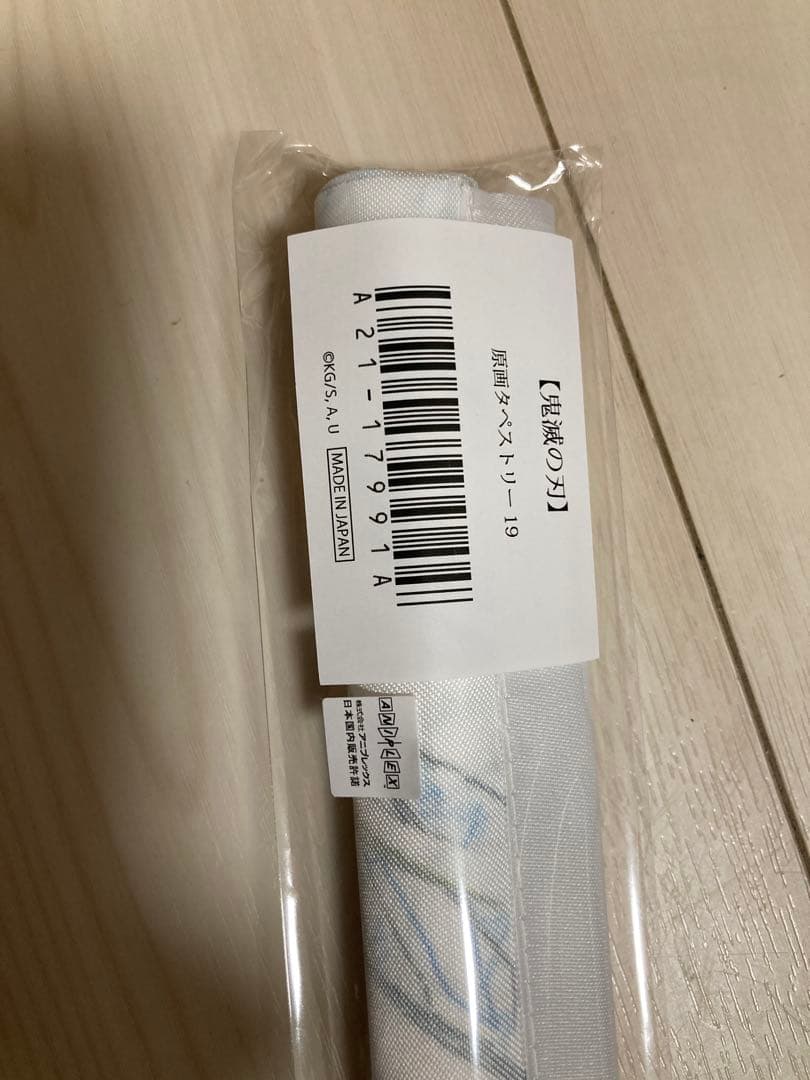 【鬼滅の刃】
原画タペストリー 19
A21-17991A
©KG/S, A, U
MADE IN JAPAN
ANIPLEX
株式会社アニプレックス
日本国内販売許諾